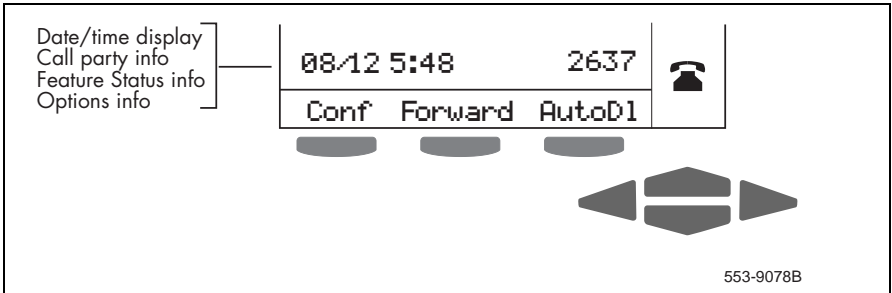 Date/time display
Call party info
Feature Status info
Options info
08/12 5:48 2637
Conf Forward AutoDl
553-9078B